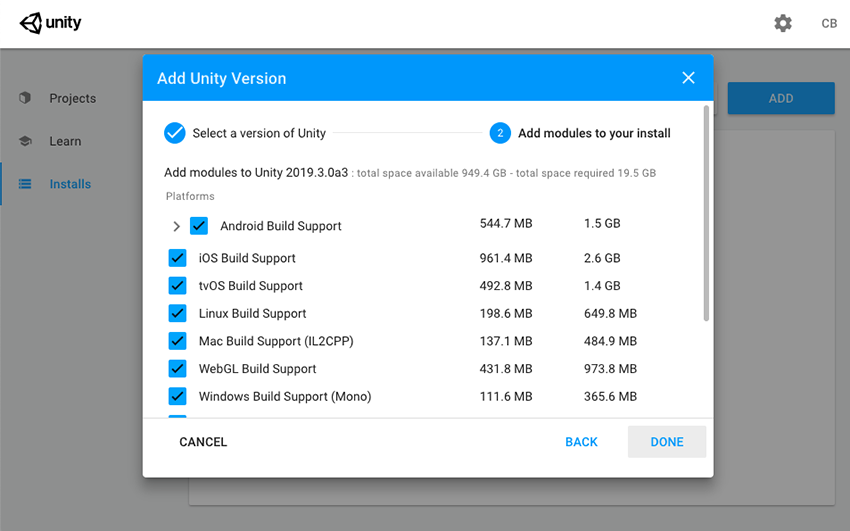 unity
CB
Add Unity Version
Projects
ADD
Select a version of Unity
2
Add modules to your install
Learn
Add modules to Unity 2019.3.0a3 : total space available 949.4 GB - total space required 19.5 GB
Installs
Platforms
Android Build Support 544.7 MB 1.5 GB
iOS Build Support 961.4 MB 2.6 GB
tvOS Build Support 492.8 MB 1.4 GB
Linux Build Support 198.6 MB 649.8 MB
Mac Build Support (IL2CPP) 137.1 MB 484.9 MB
WebGL Build Support 431.8 MB 973.8 MB
Windows Build Support (Mono) 111.6 MB 365.6 MB
CANCEL
BACK
DONE